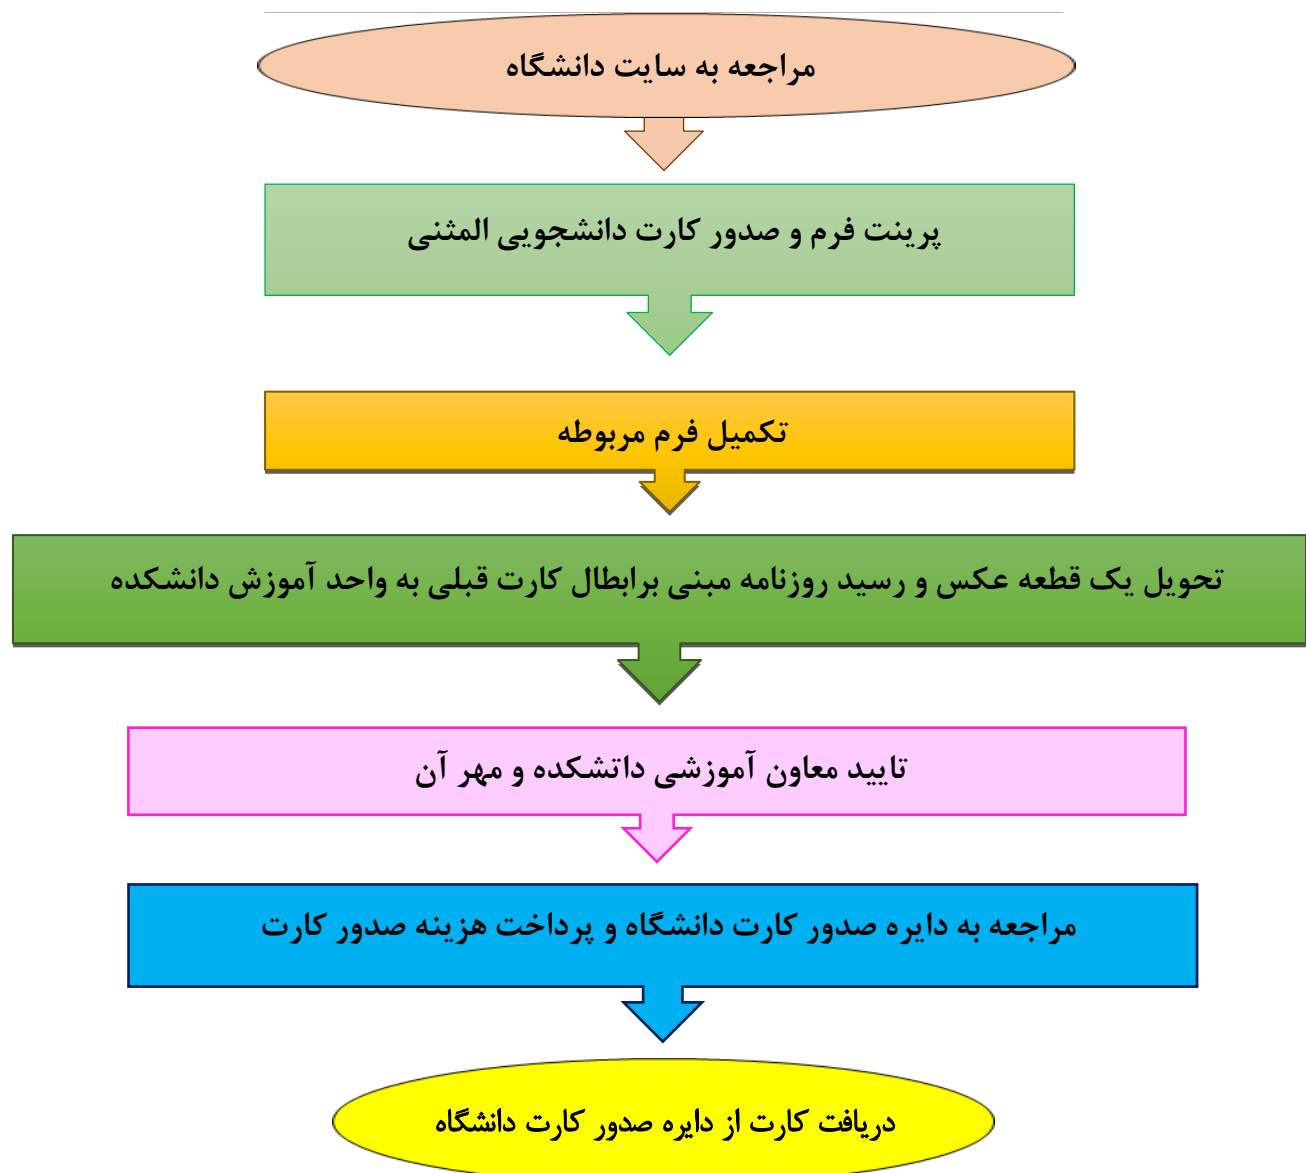 مراجعه به سایت دانشگاه
پرینت فرم و صدور کارت دانشجویی المثنی
تکمیل فرم مربوطه
تحویل یک قطعه عکس و رسید روزنامه مبنی برابطال کارت قبلی به واحد آموزش دانشکده
تایید معاون آموزشی داتشکده و مهر آن
مراجعه به دایره صدور کارت دانشگاه و پرداخت هزینه صدور کارت
دریافت کارت از دایره صدور کارت دانشگاه